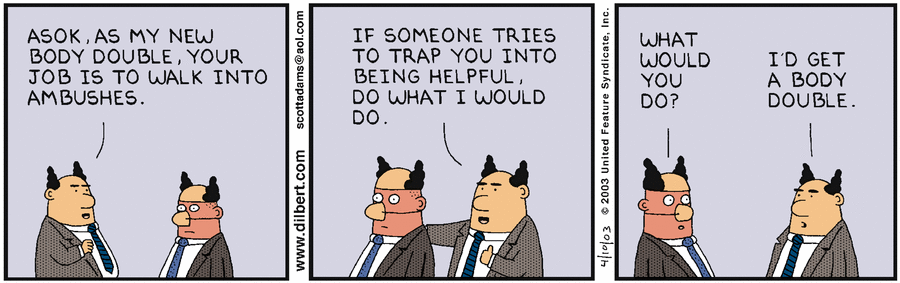 ASOK, AS MY NEW
BODY DOUBLE, YOUR
JOB IS TO WALK INTO
AMBUSHES.
www.dilbert.com
scottadams@aol.com
IF SOMEONE TRIES
TO TRAP YOU INTO
BEING HELPFUL,
DO WHAT I WOULD
DO.
4/10/03
© 2003 United Feature Syndicate, Inc.
WHAT
WOULD
YOU
DO?
I'D GET
A BODY
DOUBLE.